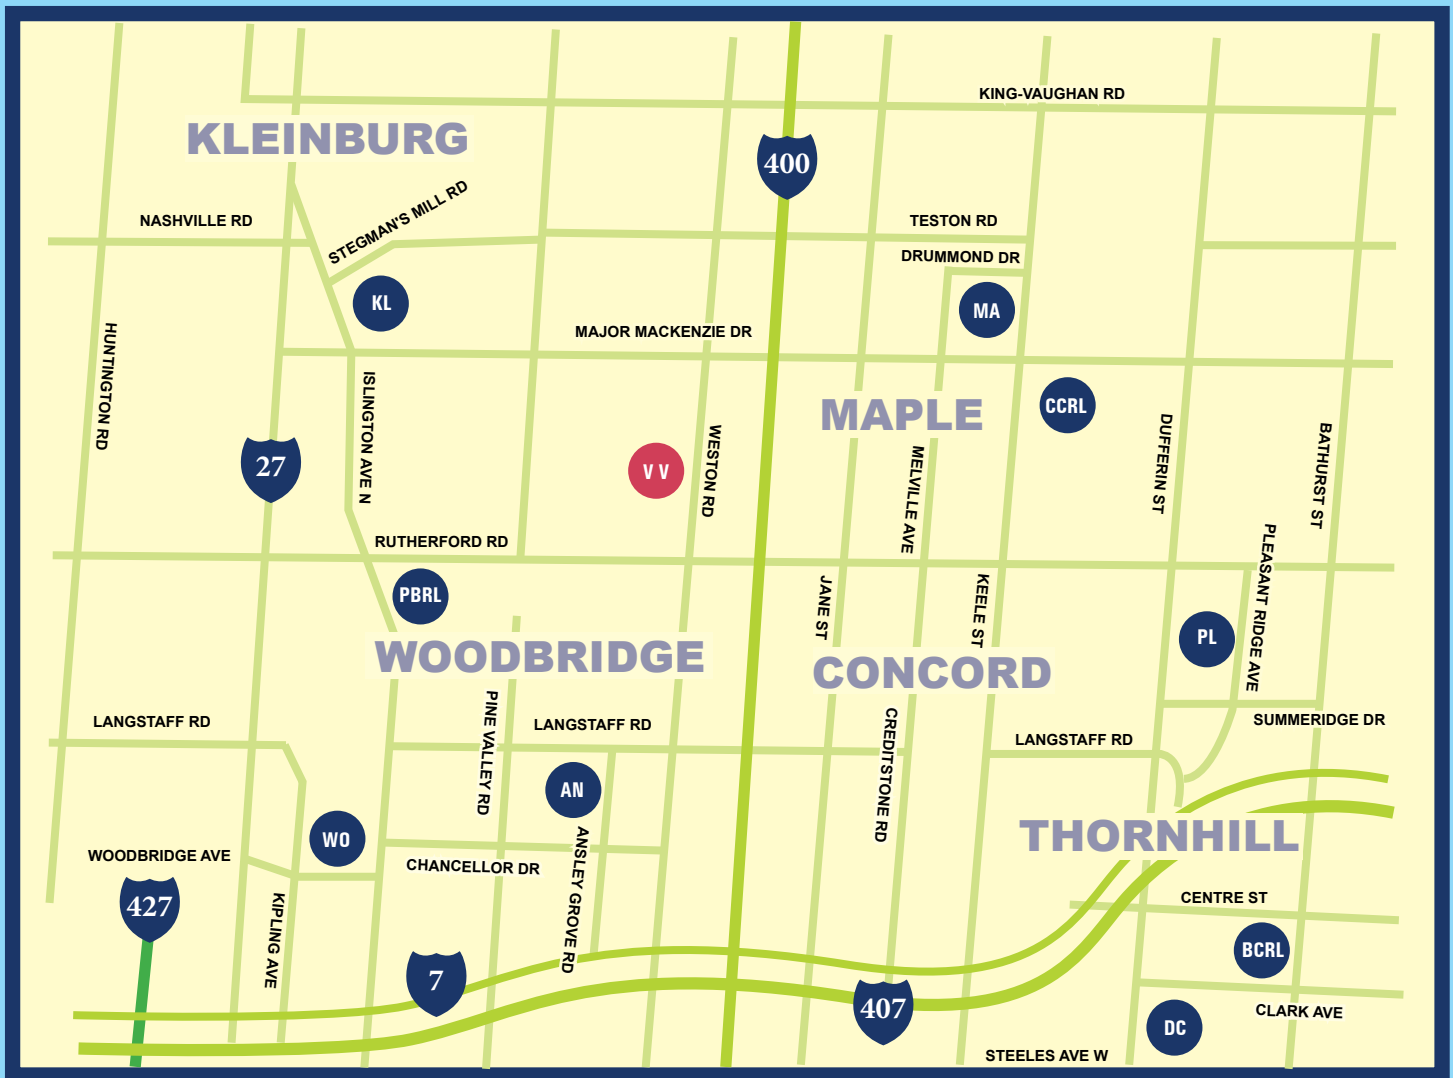 KING-VAUGHAN RD
KLEINBURG
400
STEGMAN'S MILL RD
NASHVILLE RD
TESTON RD
DRUMMOND DR
KL
MA
MAJOR MACKENZIE DR
HUNTINGTON RD
ISLINGTON AVE N
CCRL
MAPLE
DUFFERIN ST
BATHURST ST
WESTON RD
MELVILLE AVE
27
V V
PLEASANT RIDGE AVE
RUTHERFORD RD
PBRL
JANE ST
KEELE ST
PL
WOODBRIDGE
CONCORD
PINE VALLEY RD
LANGSTAFF RD
LANGSTAFF RD
CREDITSTONE RD
LANGSTAFF RD
SUMMERIDGE DR
AN
WO
ANSLEY GROVE RD
THORNHILL
WOODBRIDGE AVE
CHANCELLOR DR
427
KIPLING AVE
CENTRE ST
BCRL
7
407
CLARK AVE
DC
STEELES AVE W